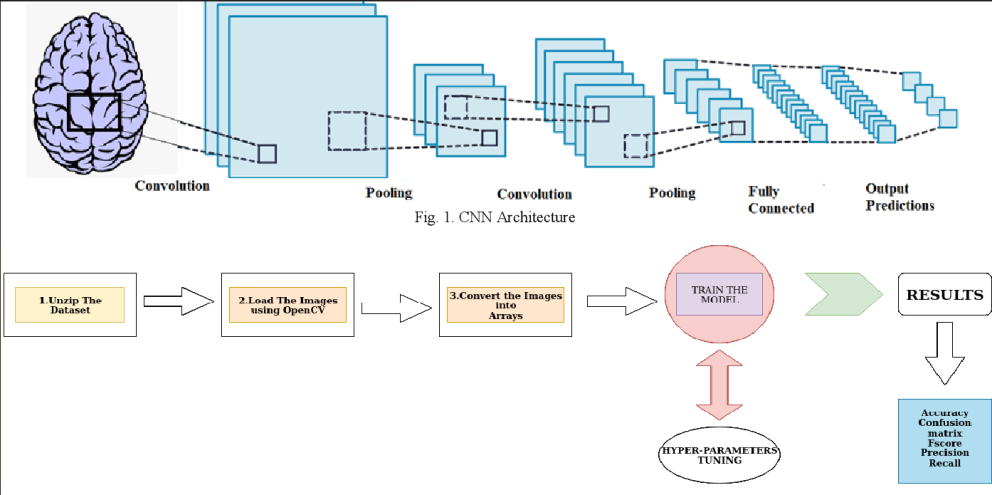 Convolution
Pooling
Convolution
Pooling
Fully
Connected
Output
Predictions
Fig. 1. CNN Architecture
1.Unzip The
Dataset
2.Load The Images
using OpenCV
3.Convert the Images
into
Arrays
TRAIN THE
MODEL
RESULTS
HYPER-PARAMETERS
TUNING
Accuracy
Confusion
matrix
Fscore
Precision
Recall